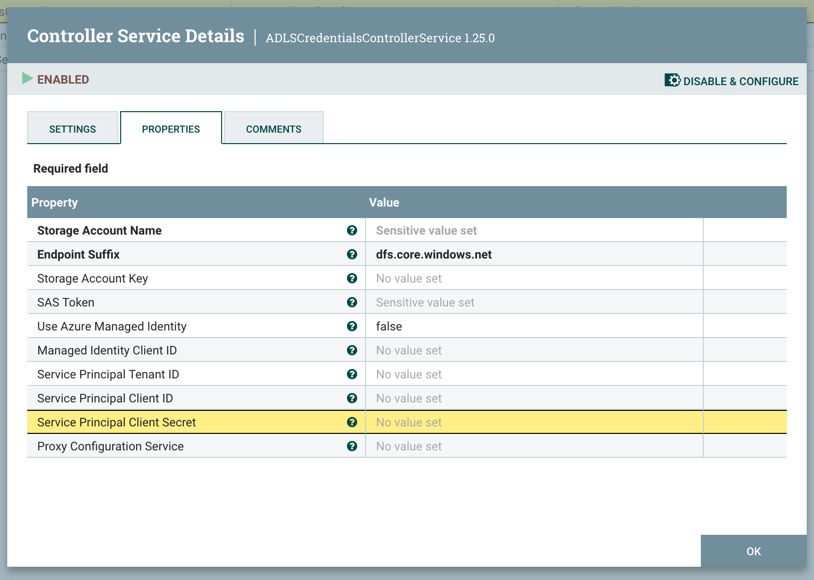 Controller Service Details | ADLSCredentialsControllerService 1.25.0
ENABLED
DISABLE & CONFIGURE
SETTINGS
PROPERTIES
COMMENTS
Required field
Property Value
Storage Account Name Sensitive value set
Endpoint Suffix dfs.core.windows.net
Storage Account Key No value set
SAS Token Sensitive value set
Use Azure Managed Identity false
Managed Identity Client ID No value set
Service Principal Tenant ID No value set
Service Principal Client ID No value set
Service Principal Client Secret No value set
Proxy Configuration Service No value set
OK